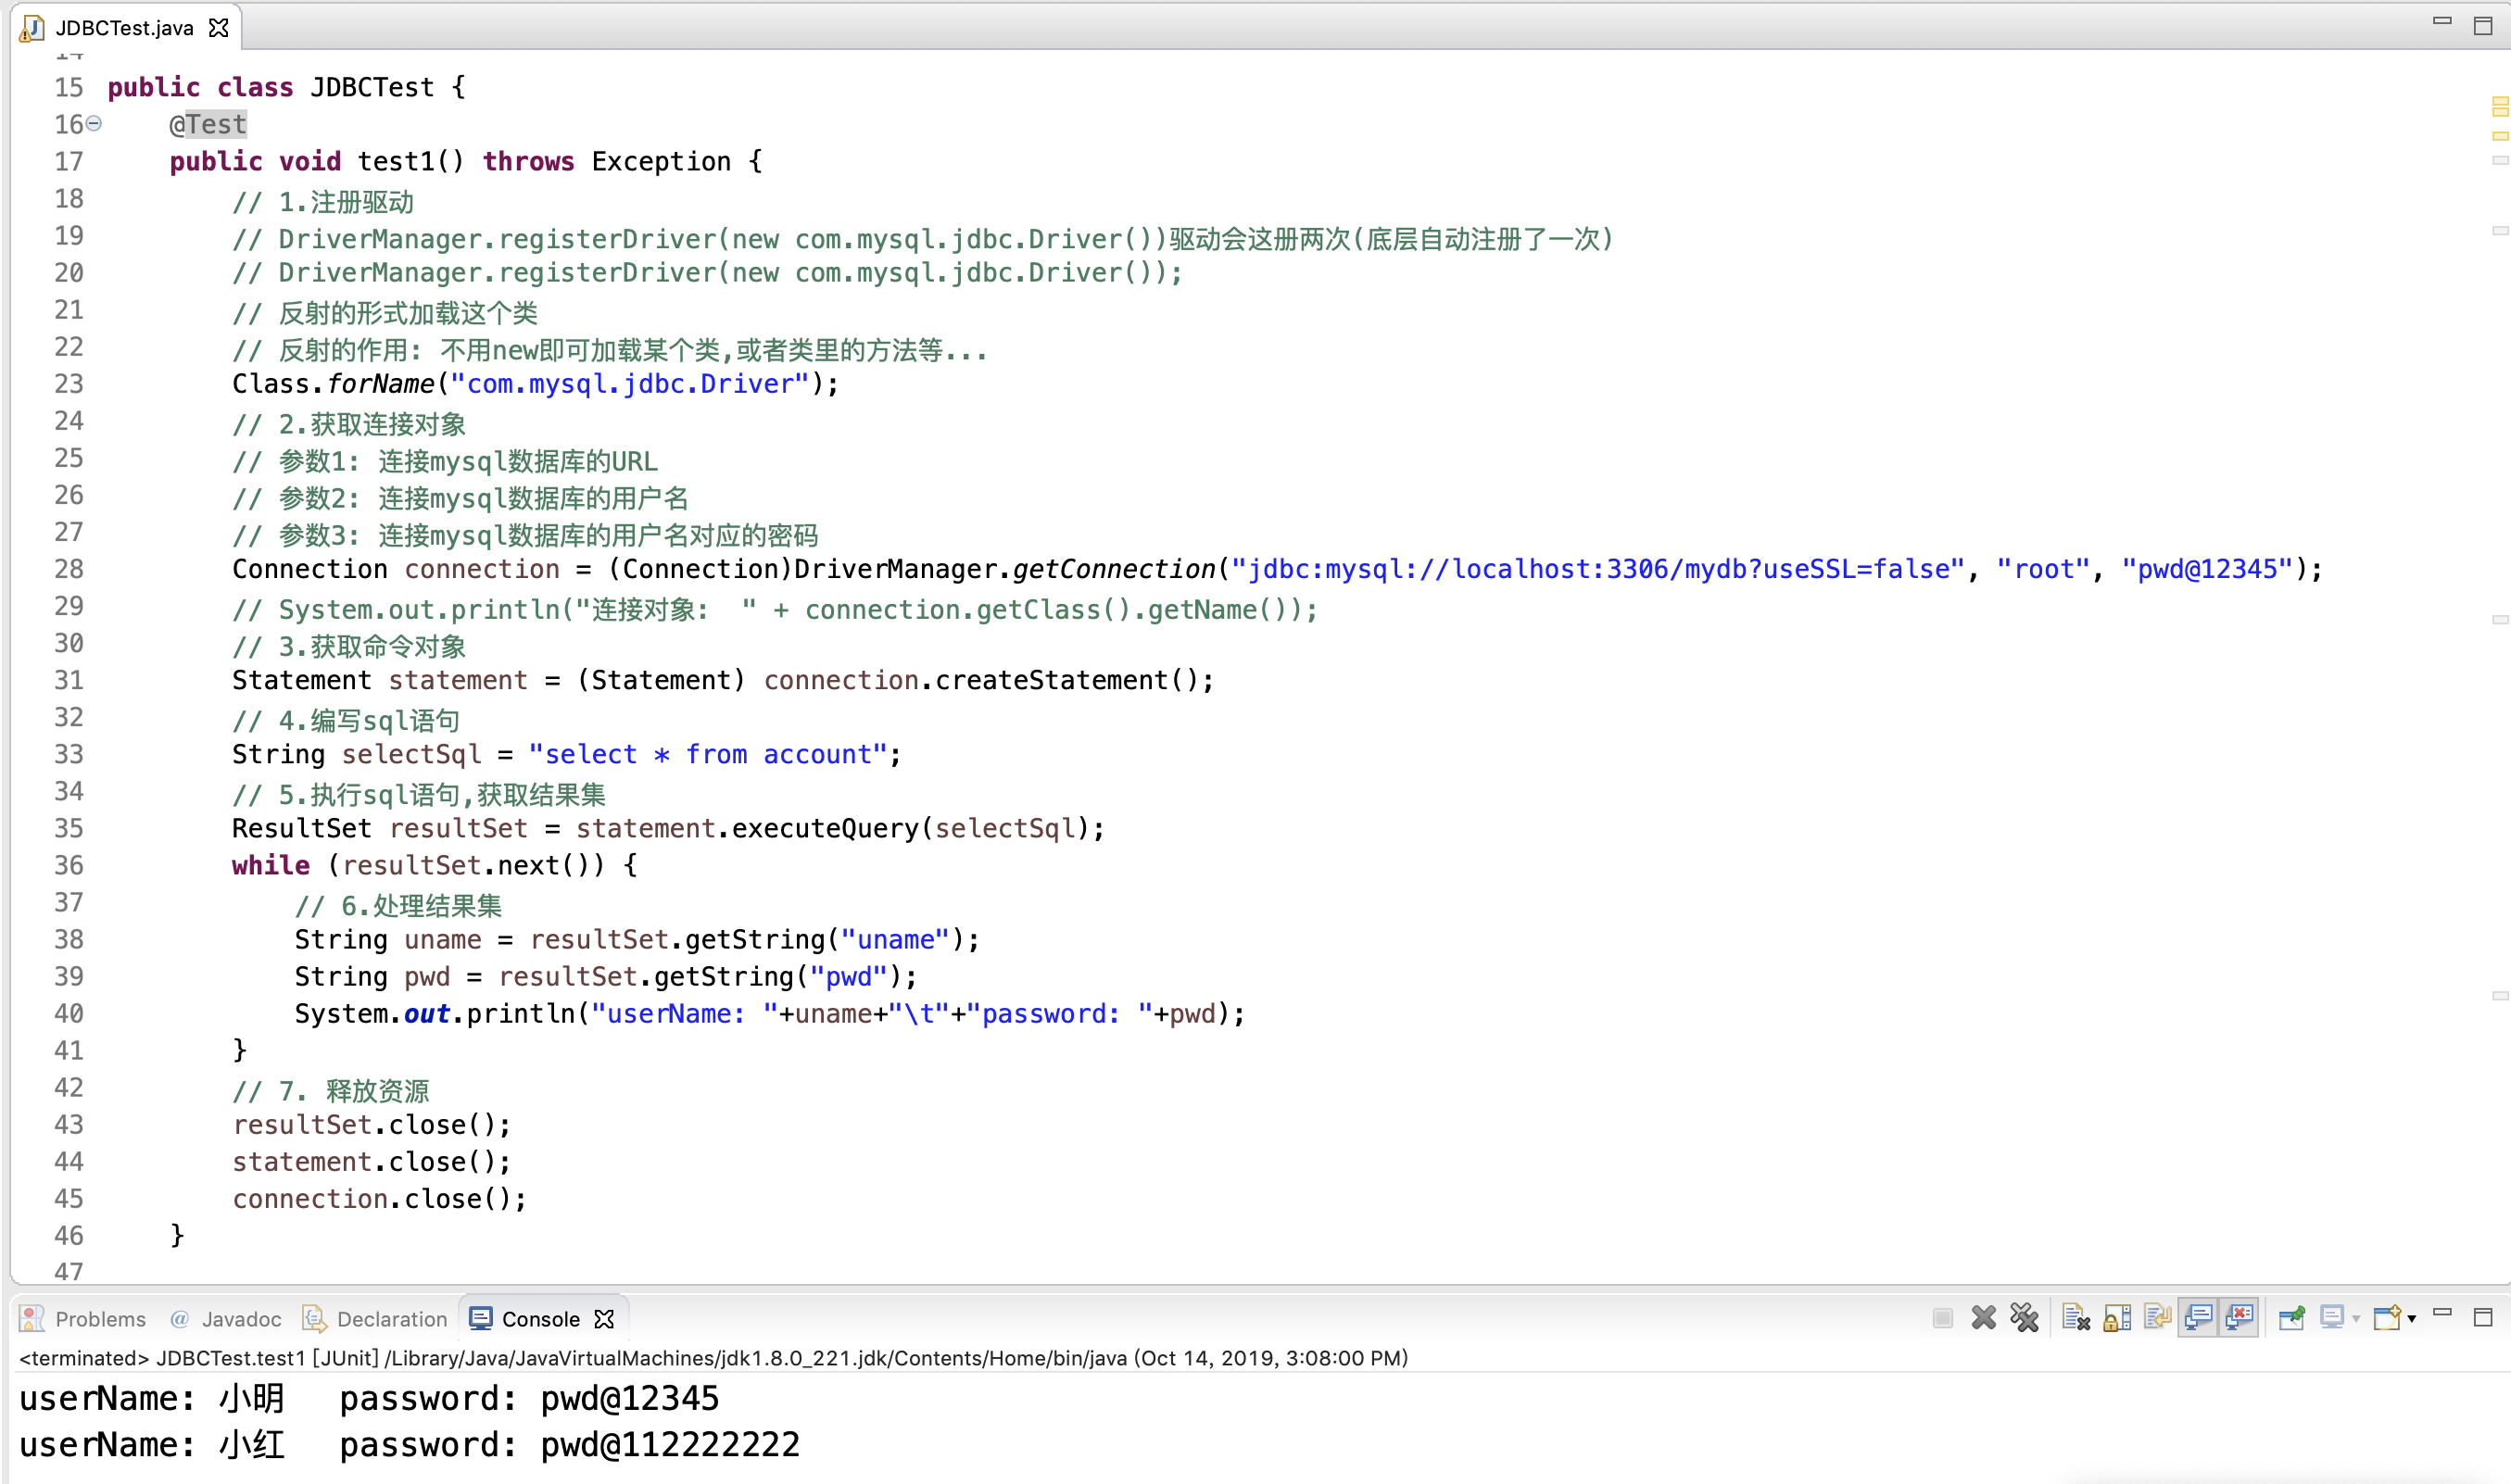 JDBCTest.java
14
15 public class JDBCTest {
16 @Test
17 public void test1() throws Exception {
18 // 1.注册驱动
19 // DriverManager.registerDriver(new com.mysql.jdbc.Driver())驱动会这册两次(底层自动注册了一次)
20 // DriverManager.registerDriver(new com.mysql.jdbc.Driver());
21 // 反射的形式加载这个类
22 // 反射的作用: 不用new即可加载某个类,或者类里的方法等...
23 Class.forName("com.mysql.jdbc.Driver");
24 // 2.获取连接对象
25 // 参数1: 连接mysql数据库的URL
26 // 参数2: 连接mysql数据库的用户名
27 // 参数3: 连接mysql数据库的用户名对应的密码
28 Connection connection = (Connection)DriverManager.getConnection("jdbc:mysql://localhost:3306/mydb?useSSL=false", "root", "pwd@12345");
29 // System.out.println("连接对象: " + connection.getClass().getName());
30 // 3.获取命令对象
31 Statement statement = (Statement) connection.createStatement();
32 // 4.编写sql语句
33 String selectSql = "select * from account";
34 // 5.执行sql语句,获取结果集
35 ResultSet resultSet = statement.executeQuery(selectSql);
36 while (resultSet.next()) {
37 // 6.处理结果集
38 String uname = resultSet.getString("uname");
39 String pwd = resultSet.getString("pwd");
40 System.out.println("userName: "+uname+"\t"+"password: "+pwd);
41 }
42 // 7. 释放资源
43 resultSet.close();
44 statement.close();
45 connection.close();
46 }
47
Problems @ Javadoc Declaration Console
<terminated> JDBCTest.test1 [JUnit] /Library/Java/JavaVirtualMachines/jdk1.8.0_221.jdk/Contents/Home/bin/java (Oct 14, 2019, 3:08:00 PM)
userName: 小明 password: pwd@12345
userName: 小红 password: pwd@112222222